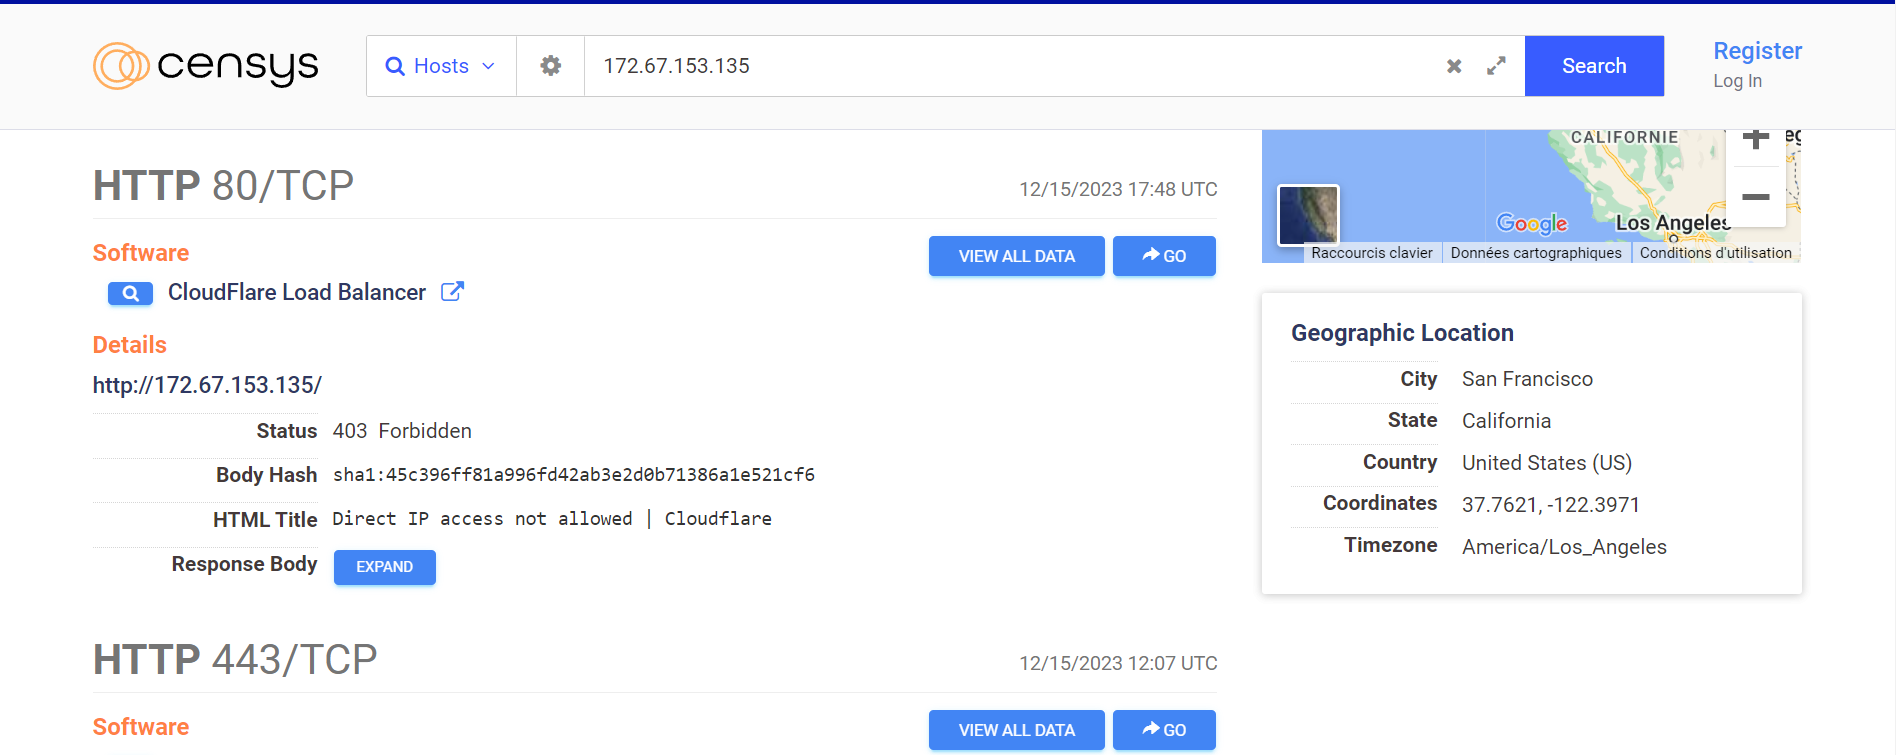 censys
Hosts
172.67.153.135
Search
Register
Log In
HTTP 80/TCP
12/15/2023 17:48 UTC
Software
VIEW ALL DATA
GO
CloudFlare Load Balancer
Details
http://172.67.153.135/
Status 403 Forbidden
Body Hash sha1:45c396ff81a996fd42ab3e2d0b71386a1e521cf6
HTML Title Direct IP access not allowed | Cloudflare
Response Body EXPAND
HTTP 443/TCP
12/15/2023 12:07 UTC
Software
VIEW ALL DATA
GO
CALIFORNIE
Google
Los Angeles
Raccourcis clavier
Données cartographiques
Conditions d'utilisation
Geographic Location
City San Francisco
State California
Country United States (US)
Coordinates 37.7621, -122.3971
Timezone America/Los_Angeles